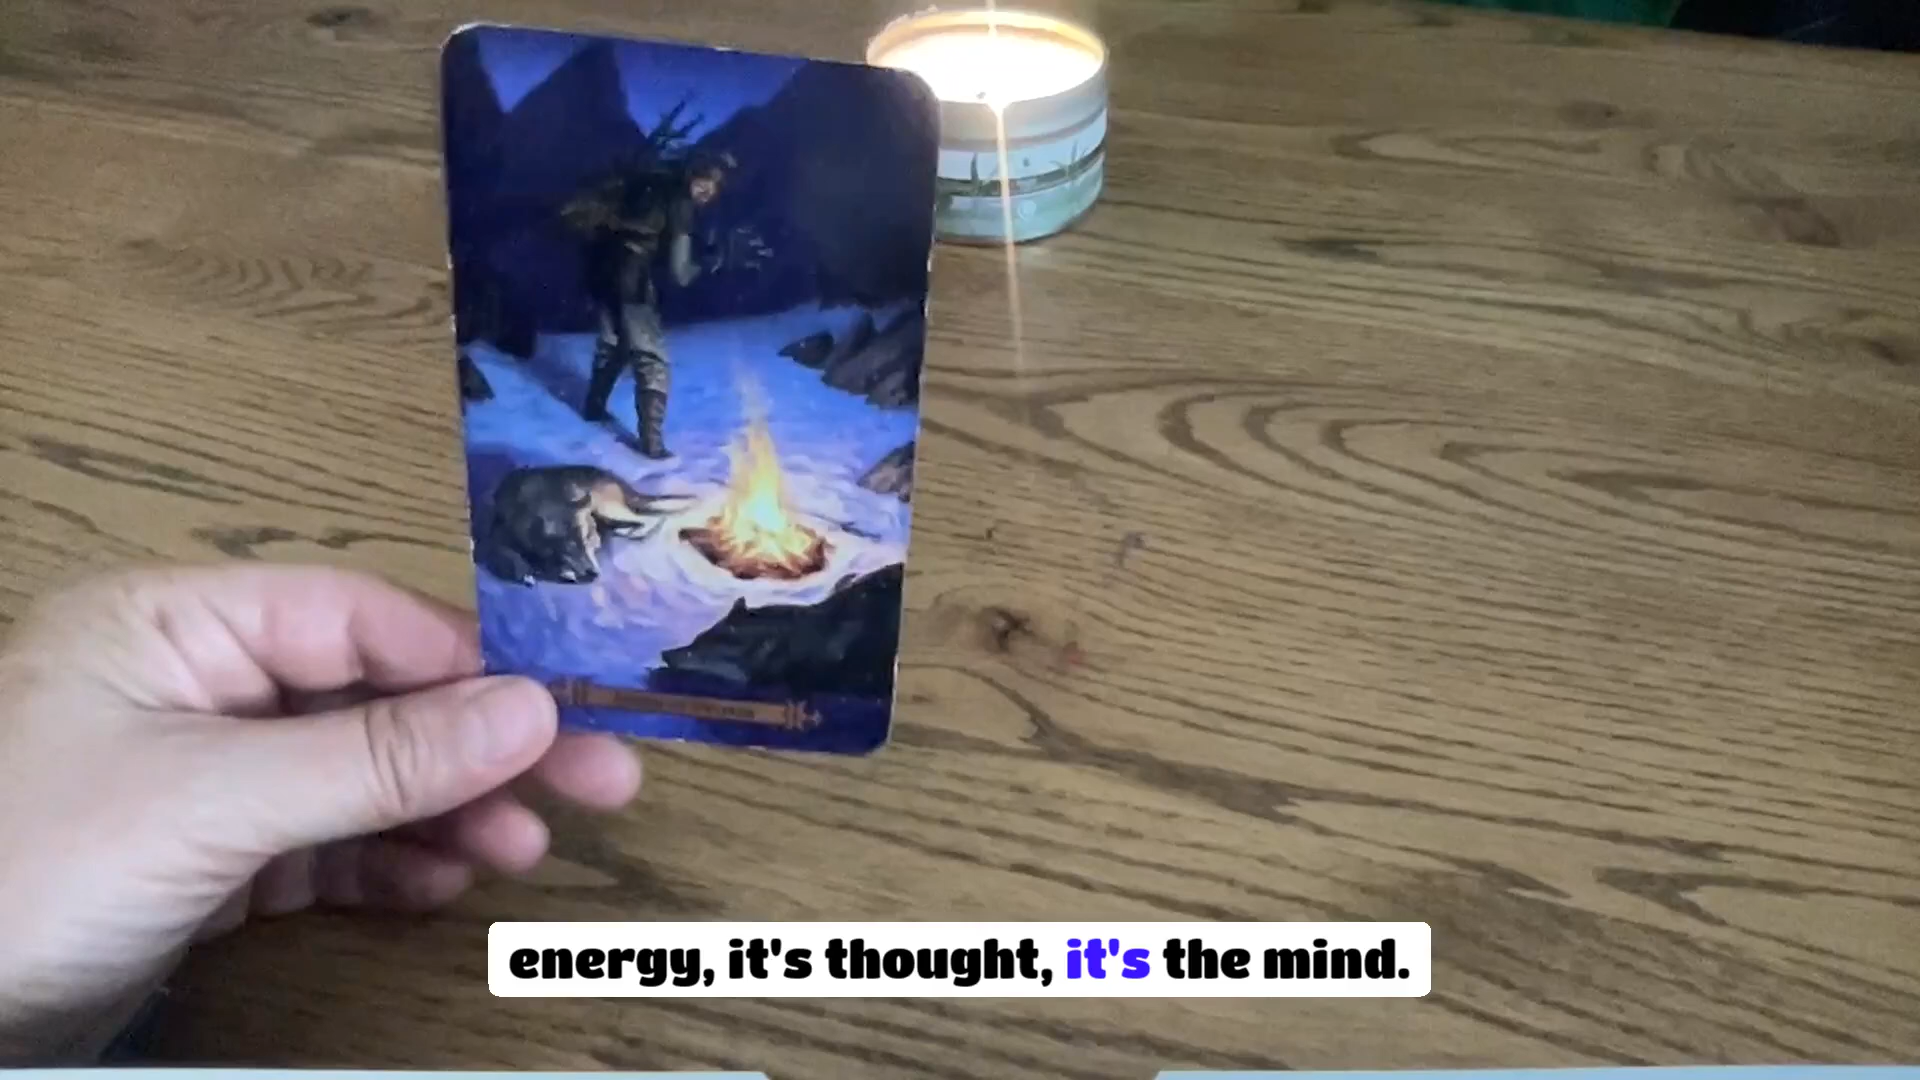 energy, it's thought, it's the mind.